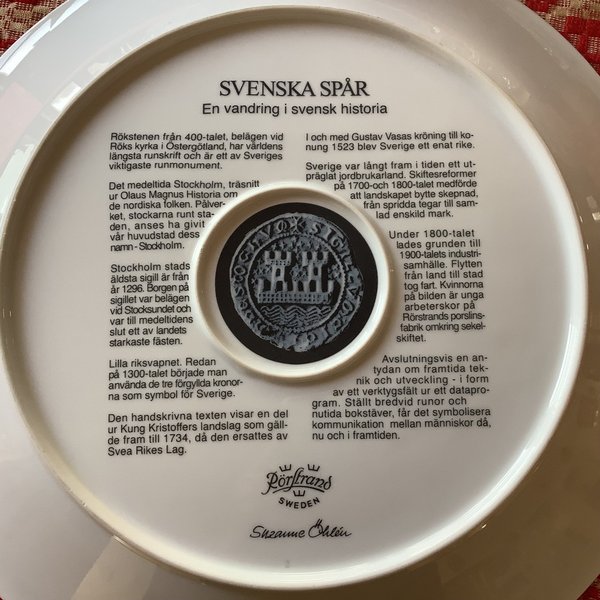 SVENSKA SPÅR
En vandring i svensk historia
Rökstenen från 400-talet, belägen vid
Röks kyrka i Östergötland, har världens
längsta runskrift och är ett av Sveriges
viktigaste runmonument.
Det medeltida Stockholm, träsnitt
ur Olaus Magnus Historia om
de nordiska folken. Pålver-
ket, stockarna runt sta-
den, anses ha givit
vår huvudstad dess
namn - Stockholm.
Stockholm stads
äldsta sigill är från
år 1296. Borgen på
sigillet var belägen
vid Stocksundet och
var till medeltidens
slut ett av landets
starkaste fästen.
Lilla riksvapnet. Redan
på 1300-talet började man
använda de tre förgyllda kronor-
na som symbol för Sverige.
Den handskrivna texten visar en del
ur Kung Kristoffers landslag som gäll-
de fram till 1734, då den ersattes av
Svea Rikes Lag.
I och med Gustav Vasas kröning till ko-
nung 1523 blev Sverige ett enat rike.
Sverige var långt fram i tiden ett ut-
präglat jordbrukarland. Skiftesreformer
på 1700-och 1800-talet medförde
att landskapet bytte skepnad,
från spridda tegar till sam-
lad enskild mark.
Under 1800-talet
lades grunden till
1900-talets industri-
samhälle. Flytten
från land till stad
tog fart. Kvinnorna
på bilden är unga
arbeterskor på
Rörstrands porslins-
fabrik omkring sekel-
skiftet.
Avslutningsvis en an-
tydan om framtida tek-
nik och utveckling - i form
av ett verktygsfält ur ett datapro-
gram. Ställt bredvid runor och
nutida bokstäver, får det symbolisera
kommunikation mellan människor då,
nu och i framtiden.
Rörstrand
SWEDEN
Suzanne Öhlén